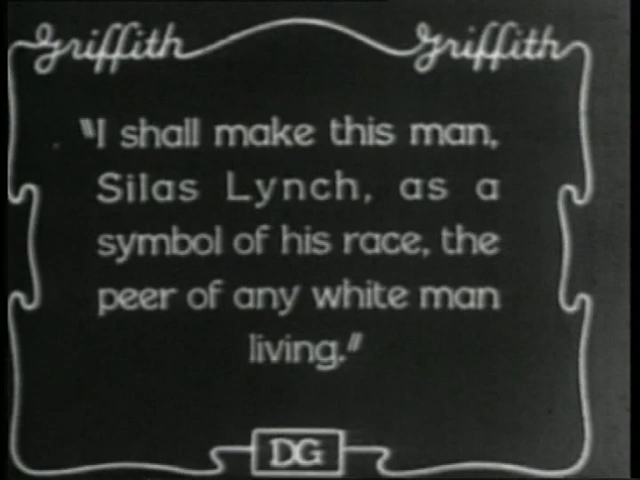 Griffith Griffith
"I shall make this man,
Silas Lynch, as a
symbol of his race, the
peer of any white man
living."
DG